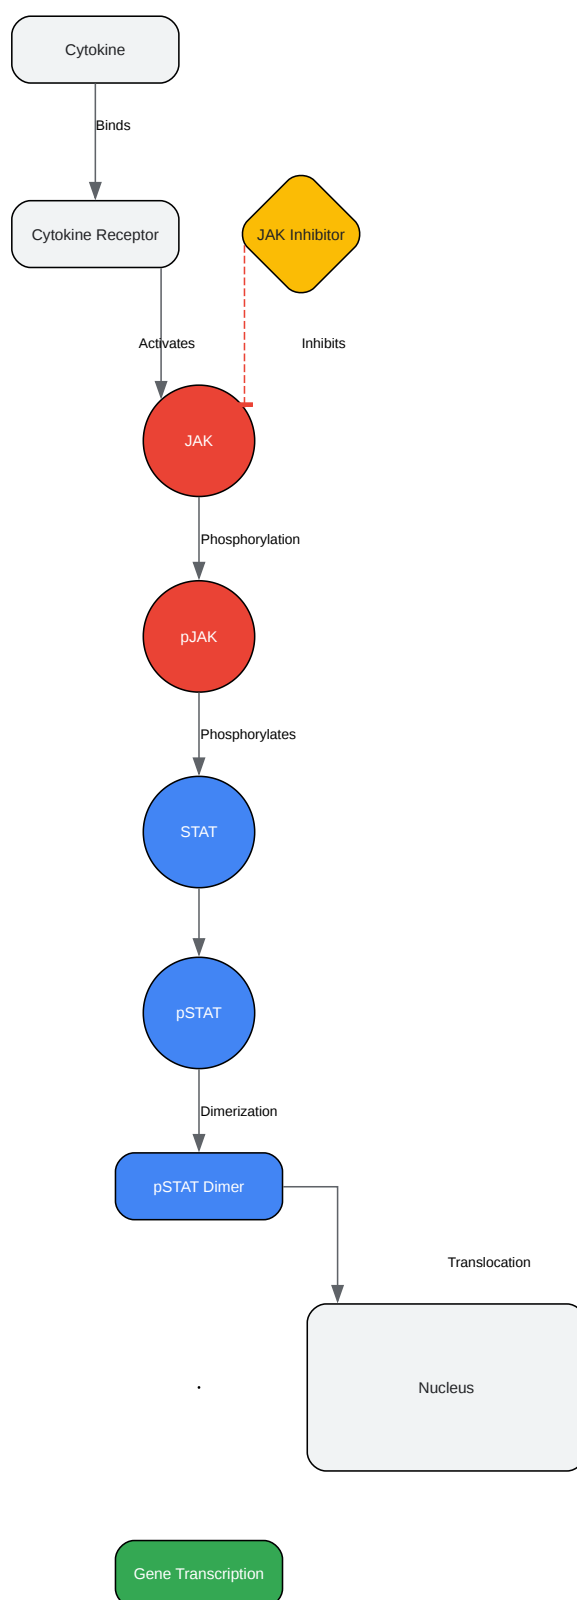 Cytokine
Binds
Cytokine Receptor
JAK Inhibitor
Activates
Inhibits
JAK
Phosphorylation
pJAK
Phosphorylates
STAT
pSTAT
Dimerization
pSTAT Dimer
Translocation
Nucleus
Gene Transcription